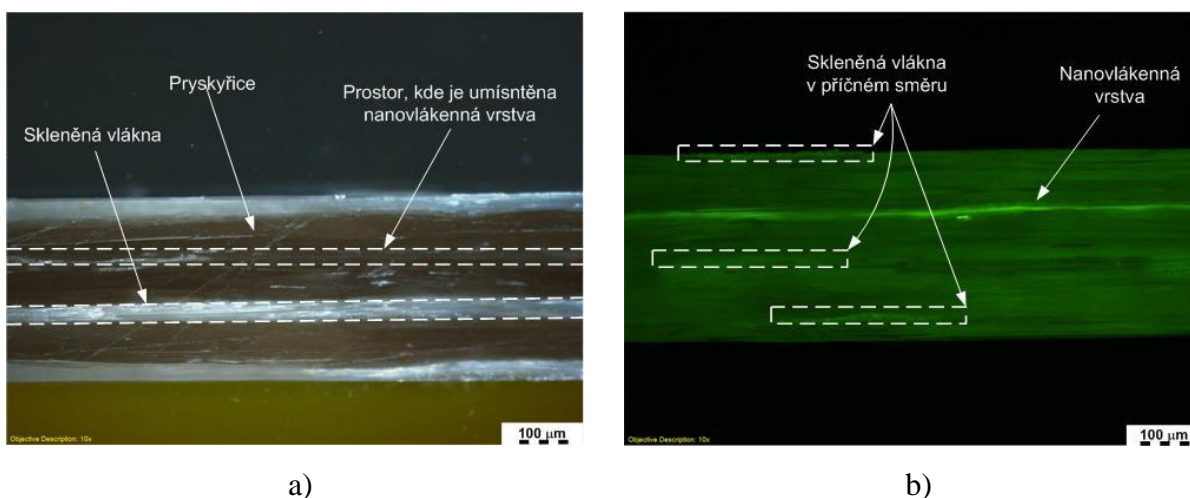 Pryskyřice
Prostor, kde je umísntěna
nanovlákenná vrstva
Skleněná vlákna
Objective Description: 10x
100 µm
a)
Skleněná vlákna
v příčném směru
Nanovlákenná
vrstva
Objective Description: 10x
100 µm
b)